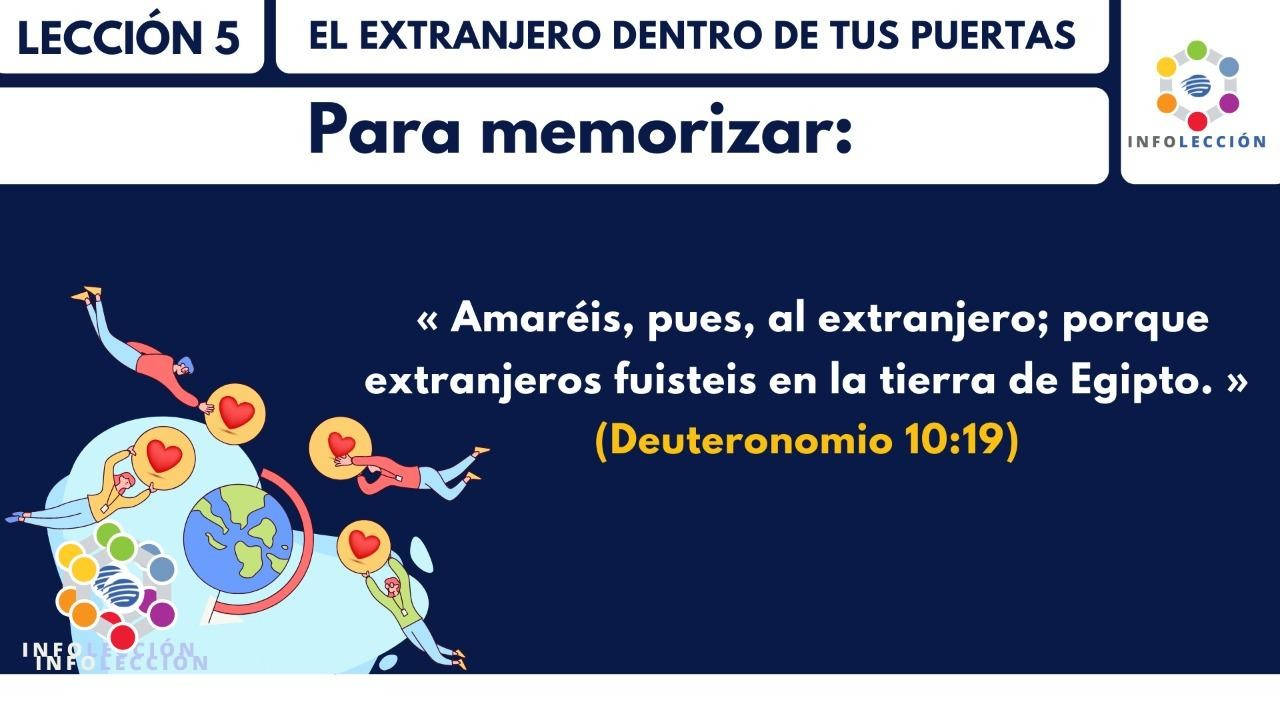 LECCIÓN 5
EL EXTRANJERO DENTRO DE TUS PUERTAS
Para memorizar:
INFOLECCIÓN
« Amaréis, pues, al extranjero; porque
extranjeros fuisteis en la tierra de Egipto. »
(Deuteronomio 10:19)
INFOLECCIÓN
INFOLECCIÓN